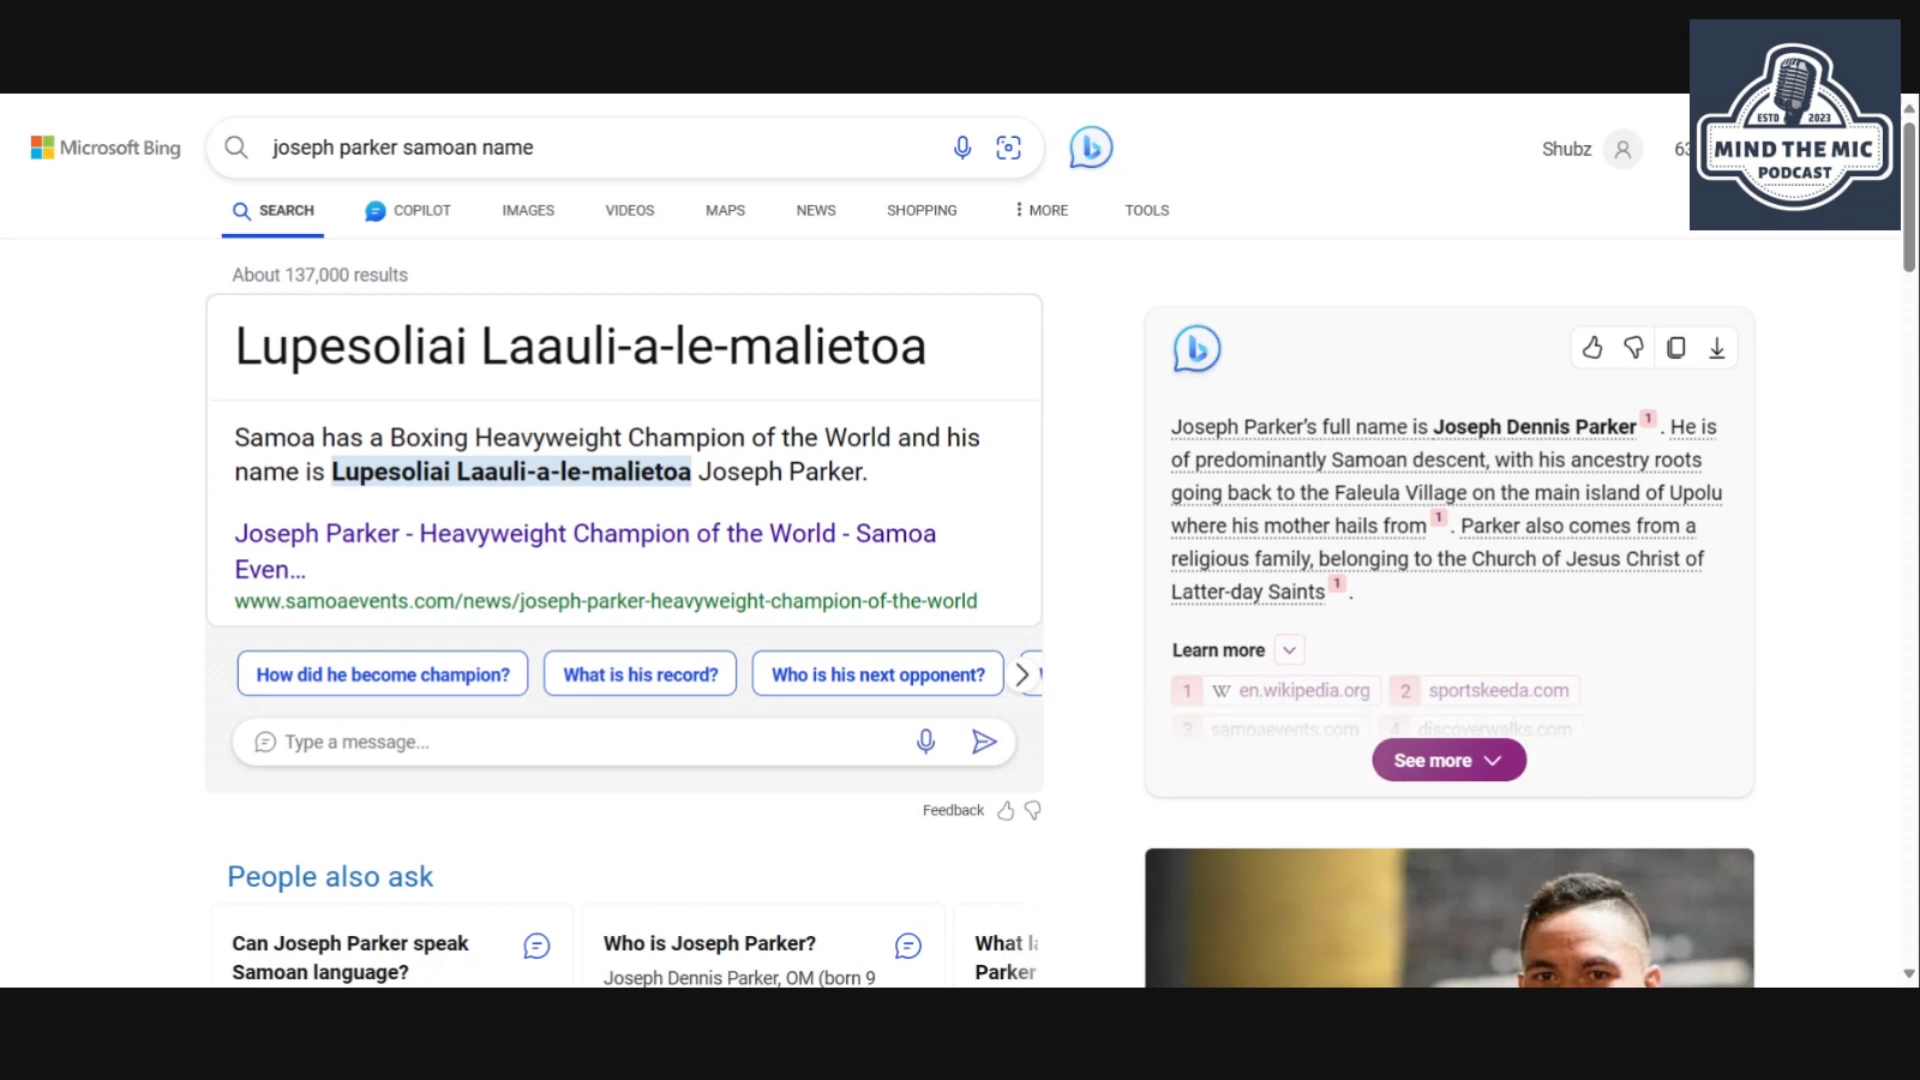 ESTD 2023
MIND THE MIC
PODCAST
Microsoft Bing
joseph parker samoan name
Shubz
SEARCH COPILOT IMAGES VIDEOS MAPS NEWS SHOPPING MORE TOOLS
About 137,000 results
Lupesoliai Laauli-a-le-malietoa
Samoa has a Boxing Heavyweight Champion of the World and his
name is Lupesoliai Laauli-a-le-malietoa Joseph Parker.
Joseph Parker - Heavyweight Champion of the World - Samoa
Even...
www.samoaevents.com/news/joseph-parker-heavyweight-champion-of-the-world
How did he become champion? What is his record? Who is his next opponent?
Type a message...
Feedback
People also ask
Can Joseph Parker speak
Samoan language?
Who is Joseph Parker?
Joseph Dennis Parker, OM (born 9
What
Parker
Joseph Parker's full name is Joseph Dennis Parker 1 . He is
of predominantly Samoan descent, with his ancestry roots
going back to the Faleula Village on the main island of Upolu
where his mother hails from 1 . Parker also comes from a
religious family, belonging to the Church of Jesus Christ of
Latter-day Saints 1 .
Learn more
1 W en.wikipedia.org 2 sportskeeda.com
3 samoaevents.com 4 discoverwalks.com
See more